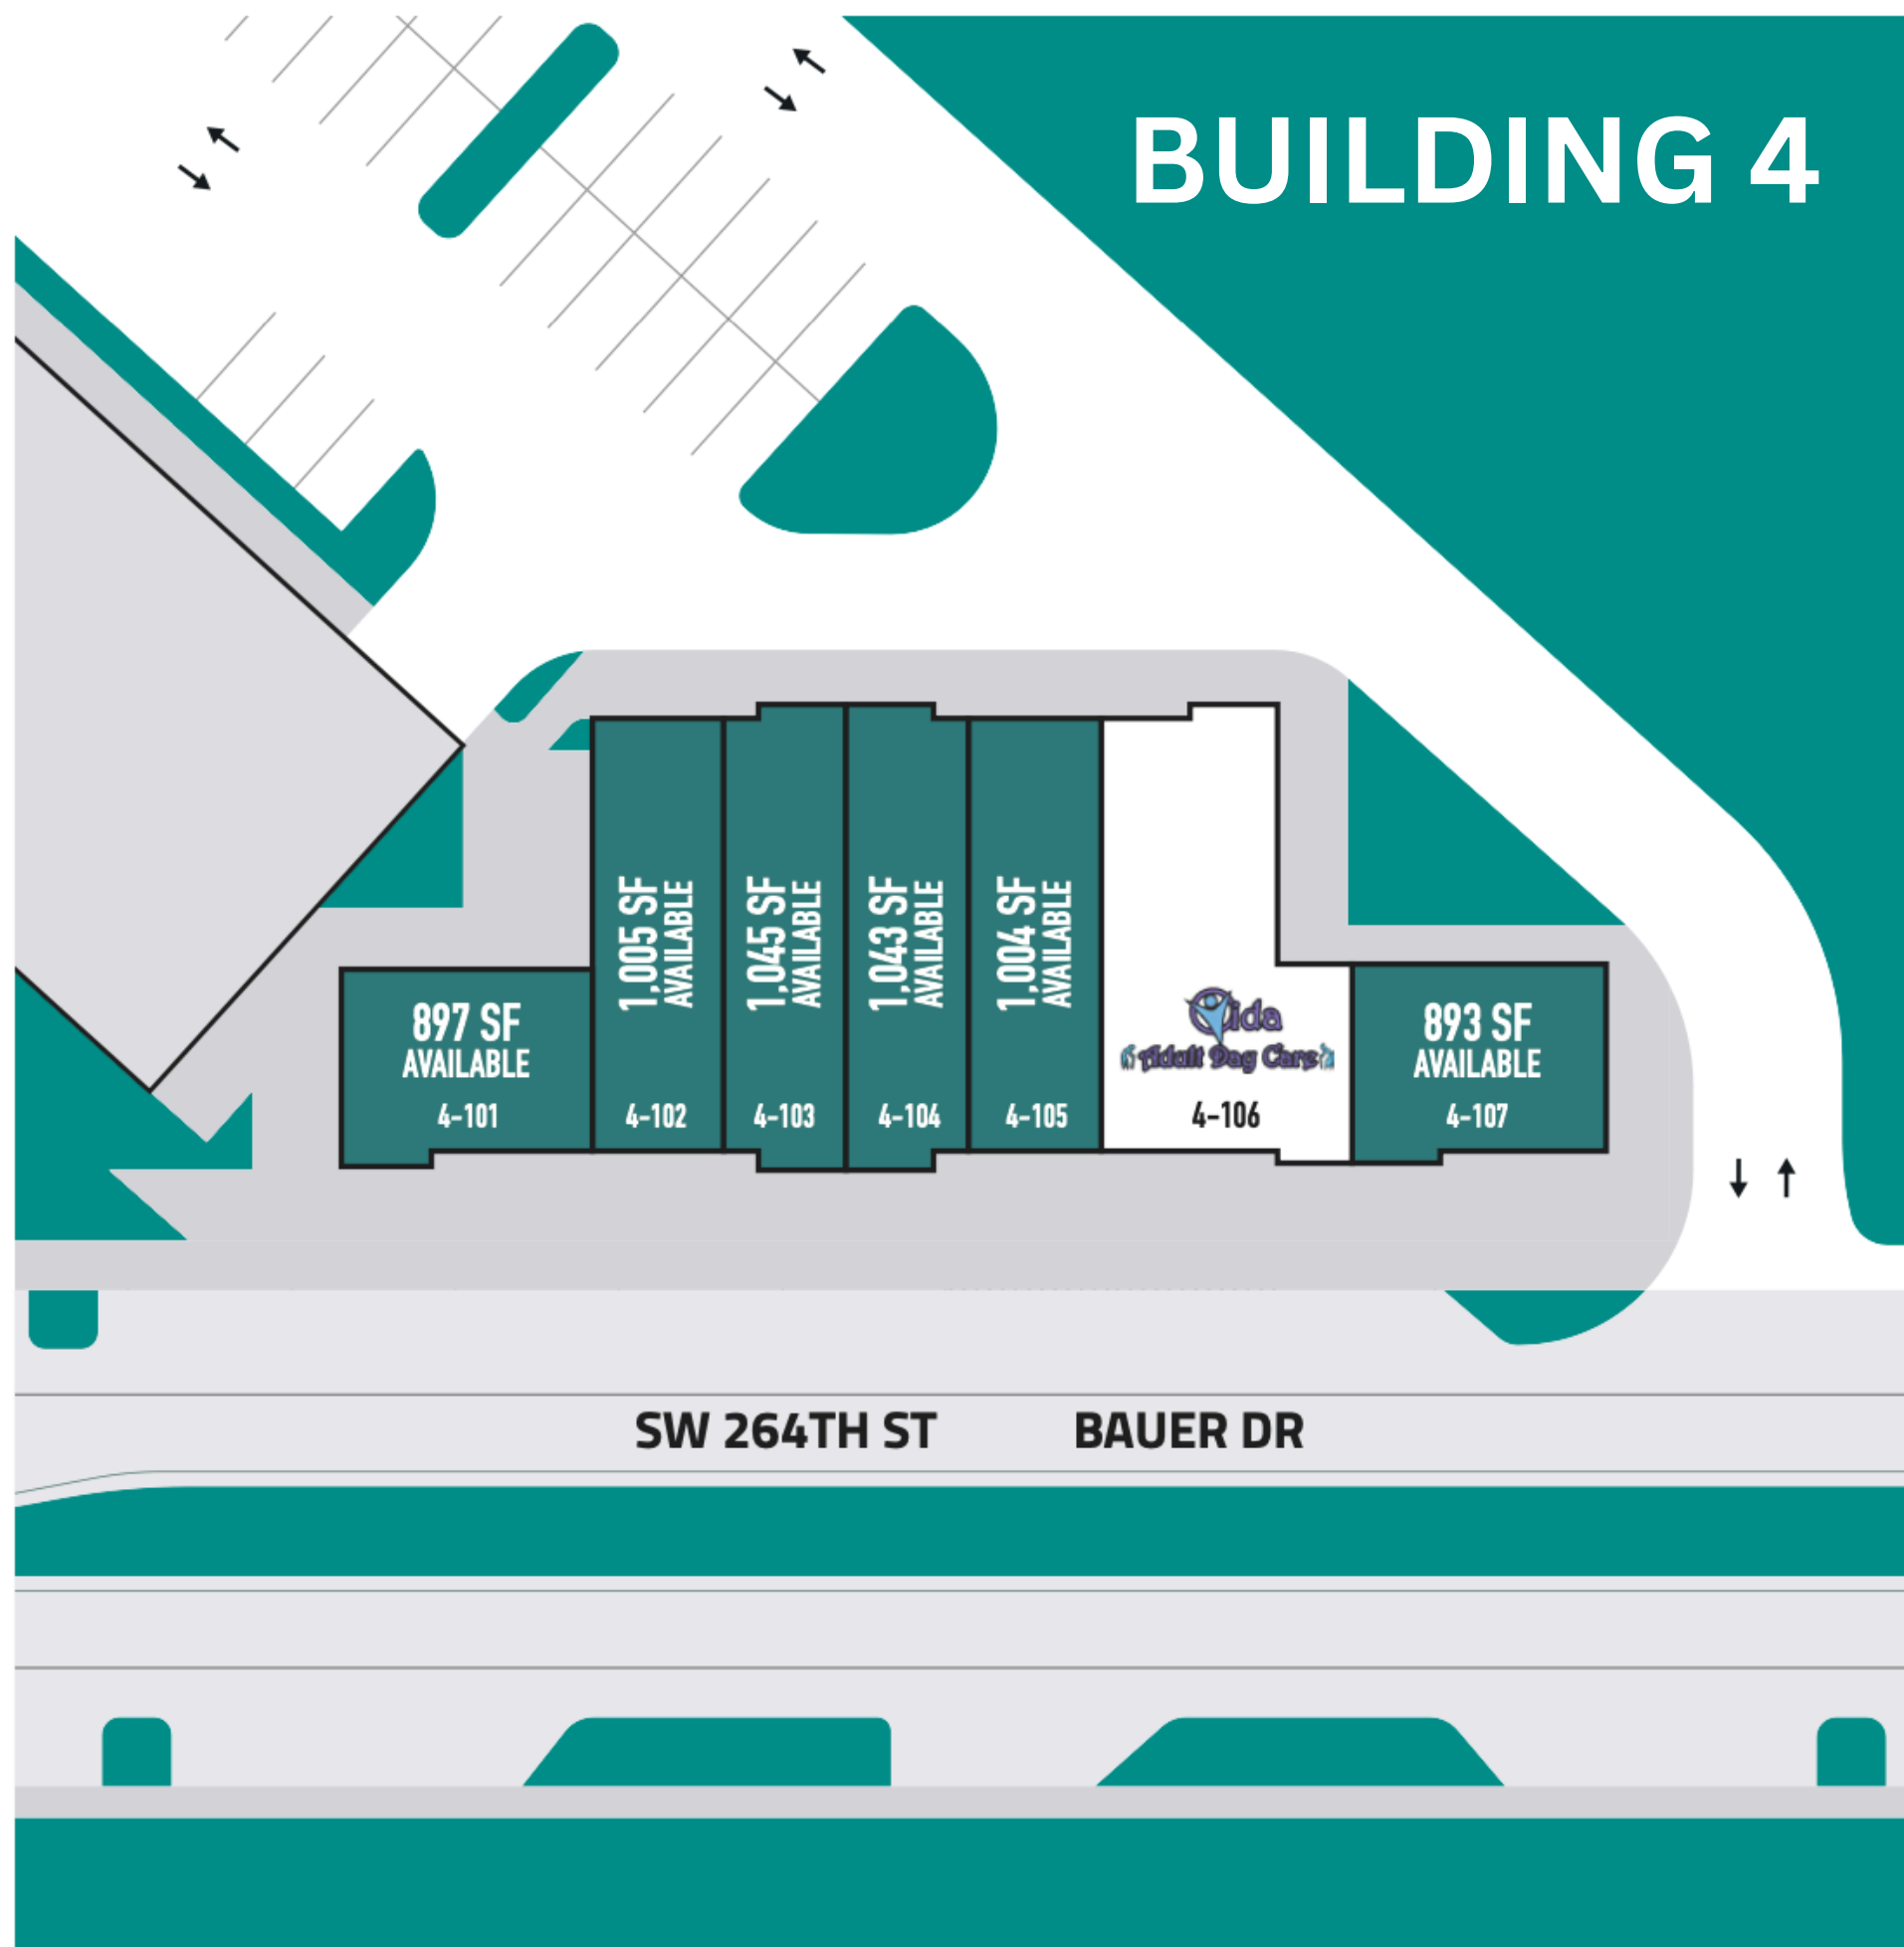 BUILDING 4
897 SF
AVAILABLE
4-101
1,005 SF
AVAILABLE
4-102
1,045 SF
AVAILABLE
4-103
1,043 SF
AVAILABLE
4-104
1,004 SF
AVAILABLE
4-105
Vida
Adult Day Care
4-106
893 SF
AVAILABLE
4-107
SW 264TH ST BAUER DR